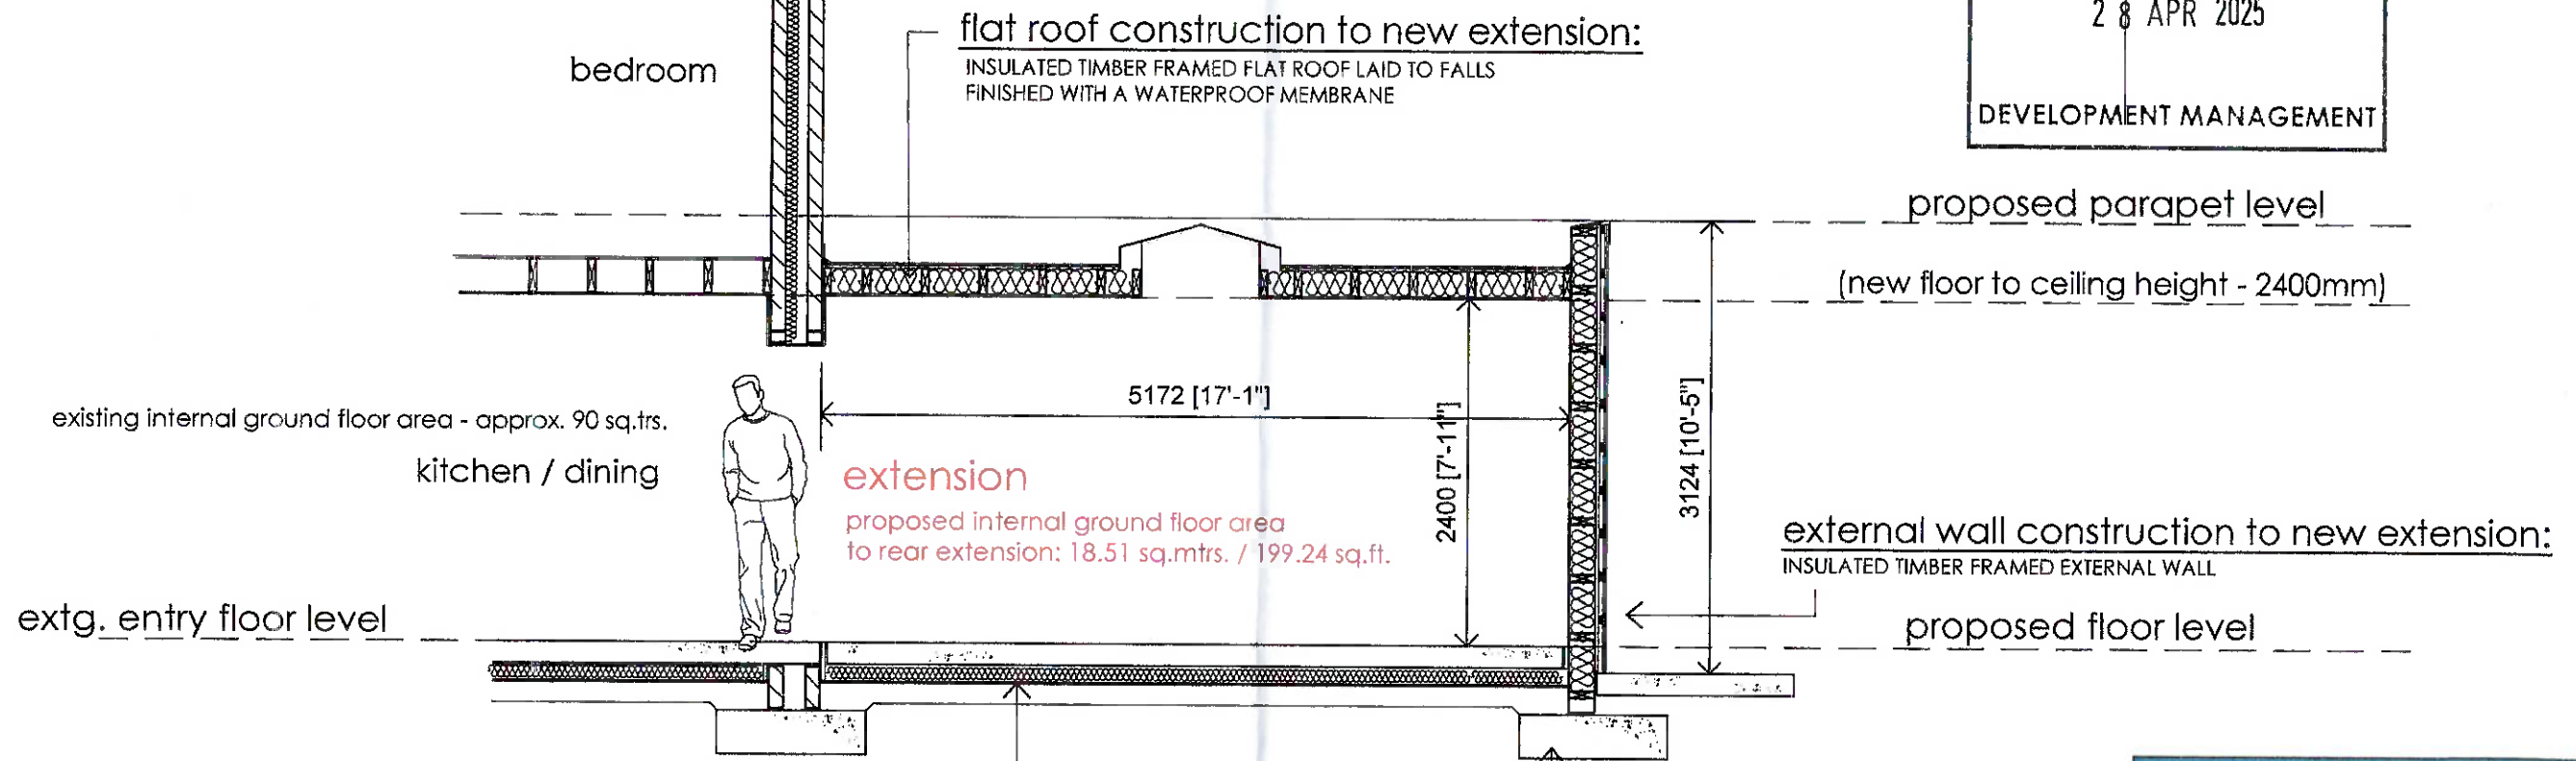 28 APR 2025
DEVELOPMENT MANAGEMENT
flat roof construction to new extension:
INSULATED TIMBER FRAMED FLAT ROOF LAID TO FALLS
FINISHED WITH A WATERPROOF MEMBRANE
bedroom
proposed parapet level
(new floor to ceiling height - 2400mm)
5172 [17'-1"]
2400 [7'-11"]
3124 [10'-5"]
existing internal ground floor area - approx. 90 sq.trs.
kitchen / dining
extension
proposed internal ground floor area
to rear extension: 18.51 sq.mtrs. / 199.24 sq.ft.
external wall construction to new extension:
INSULATED TIMBER FRAMED EXTERNAL WALL
extg. entry floor level
proposed floor level